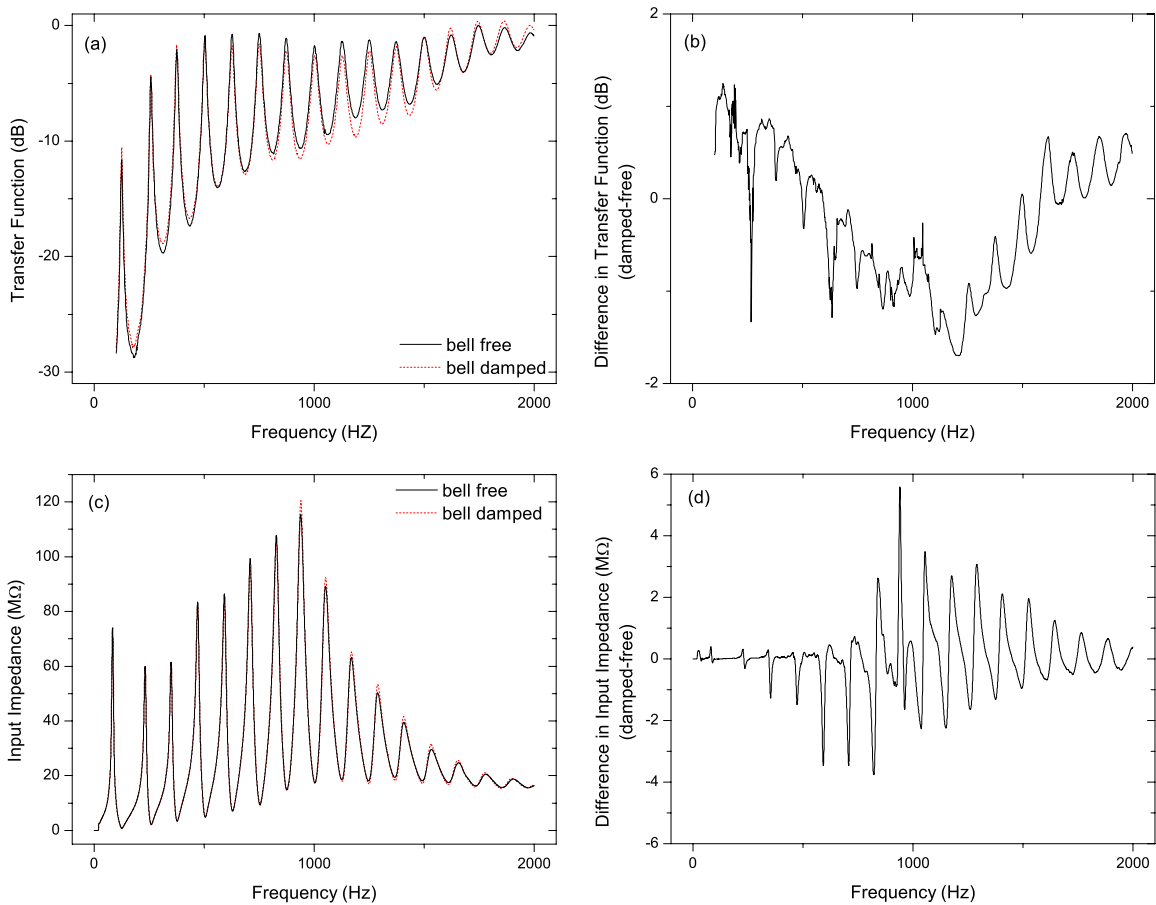 (a)
0
-10
-20
-30
Transfer Function (dB)
bell free
bell damped
0
1000
2000
Frequency (HZ)
(b)
2
0
-2
Difference in Transfer Function (dB)
(damped-free)
0
1000
2000
Frequency (Hz)
(c)
120
100
80
60
40
20
0
Input Impedance (MΩ)
bell free
bell damped
0
1000
2000
Frequency (Hz)
(d)
6
4
2
0
-2
-4
-6
Difference in Input Impedance (MΩ)
(damped-free)
0
1000
2000
Frequency (Hz)